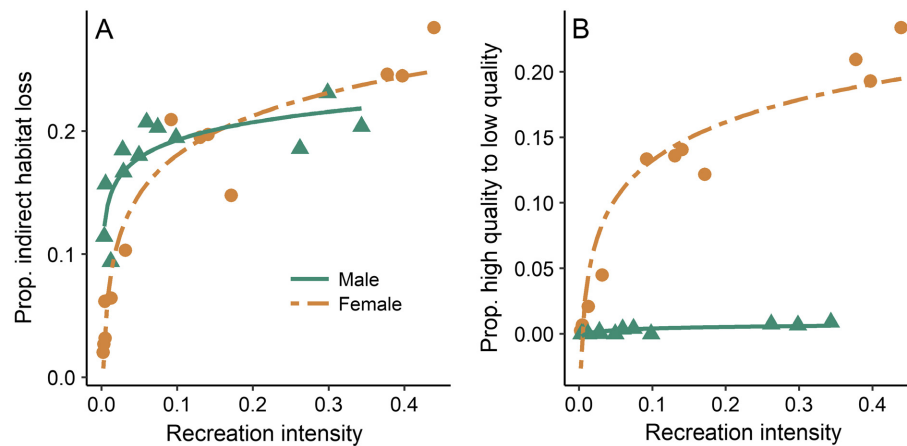 A
Prop. indirect habitat loss
0.2
0.1
0.0
Male
Female
0.0 0.1 0.2 0.3 0.4
Recreation intensity
B
Prop. high quality to low quality
0.20
0.15
0.10
0.05
0.00
0.0 0.1 0.2 0.3 0.4
Recreation intensity